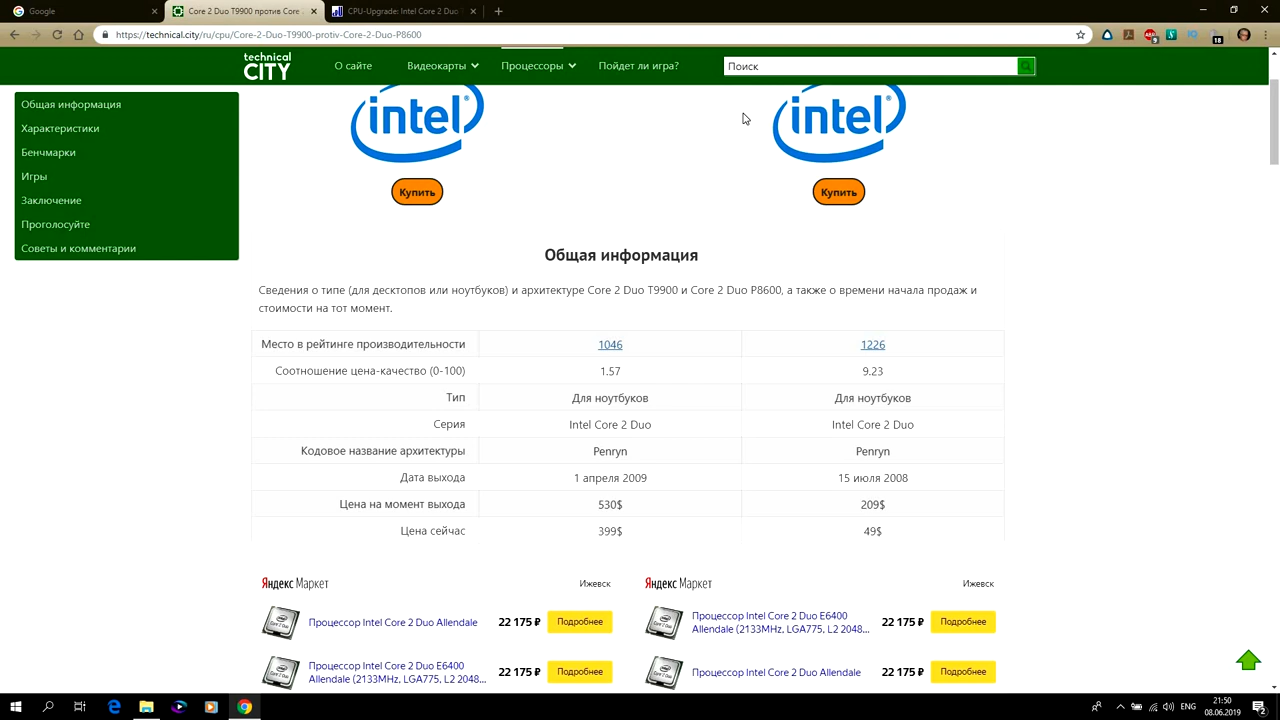 Google
Core 2 Duo T9900 против Core
CPU-Upgrade: Intel Core 2 Duo
https://technical.city/ru/cpu/Core-2-Duo-T9900-protiv-Core-2-Duo-P8600
technical
CITY
О сайте
Видеокарты
Процессоры
Пойдет ли игра?
Поиск
Общая информация
Характеристики
Бенчмарки
Игры
Заключение
Проголосуйте
Советы и комментарии
intel
intel
Купить
Купить
Общая информация
Сведения о типе (для десктопов или ноутбуков) и архитектуре Core 2 Duo T9900 и Core 2 Duo P8600, а также о времени начала продаж и
стоимости на тот момент.
Место в рейтинге производительности 1046 1226
Соотношение цена-качество (0-100) 1.57 9.23
Тип Для ноутбуков Для ноутбуков
Серия Intel Core 2 Duo Intel Core 2 Duo
Кодовое название архитектуры Penryn Penryn
Дата выхода 1 апреля 2009 15 июля 2008
Цена на момент выхода 530$ 209$
Цена сейчас 399$ 49$
Яндекс Маркет Ижевск
Процессор Intel Core 2 Duo Allendale 22 175 ₽ Подробнее
Процессор Intel Core 2 Duo E6400
Allendale (2133MHz, LGA775, L2 2048... 22 175 ₽ Подробнее
Яндекс Маркет Ижевск
Процессор Intel Core 2 Duo E6400
Allendale (2133MHz, LGA775, L2 2048... 22 175 ₽ Подробнее
Процессор Intel Core 2 Duo Allendale 22 175 ₽ Подробнее
ENG
21:50
08.06.2019